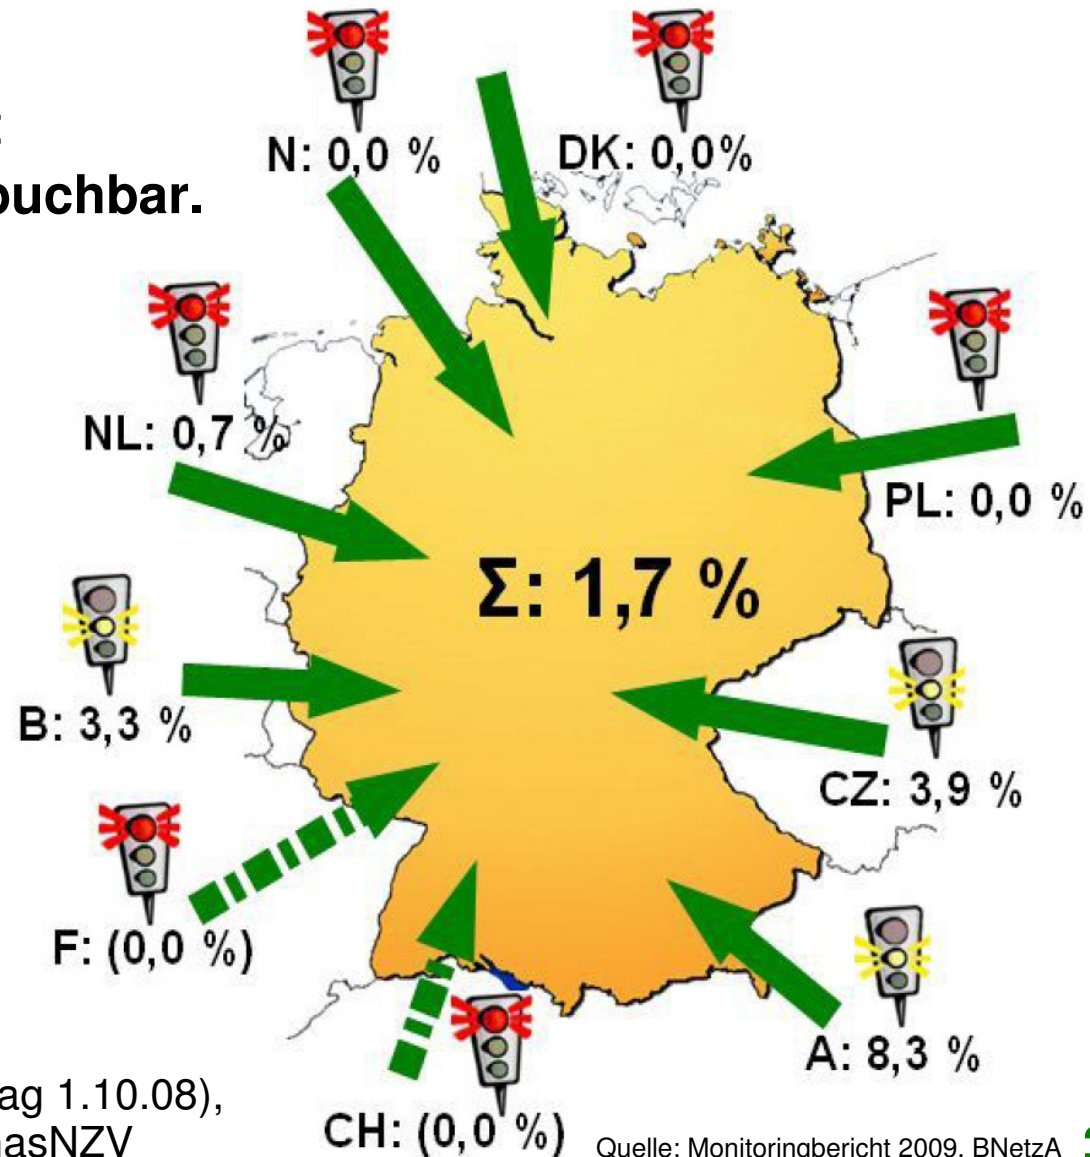 N: 0,0 %
DK: 0,0%
buchbar.
NL: 0,7 %
PL: 0,0 %
Σ: 1,7 %
B: 3,3 %
CZ: 3,9 %
F: (0,0 %)
A: 8,3 %
ag 1.10.08),
CH: (0,0 %)
asNZV
Quelle: Monitoringbericht 2009, BNetzA